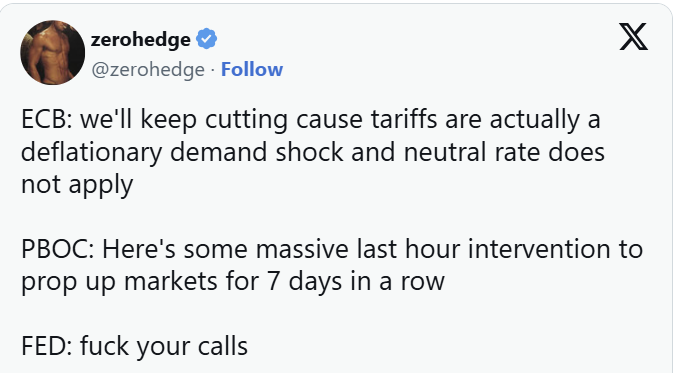 zerohedge
@zerohedge · Follow
ECB: we'll keep cutting cause tariffs are actually a
deflationary demand shock and neutral rate does
not apply
PBOC: Here's some massive last hour intervention to
prop up markets for 7 days in a row
FED: fuck your calls